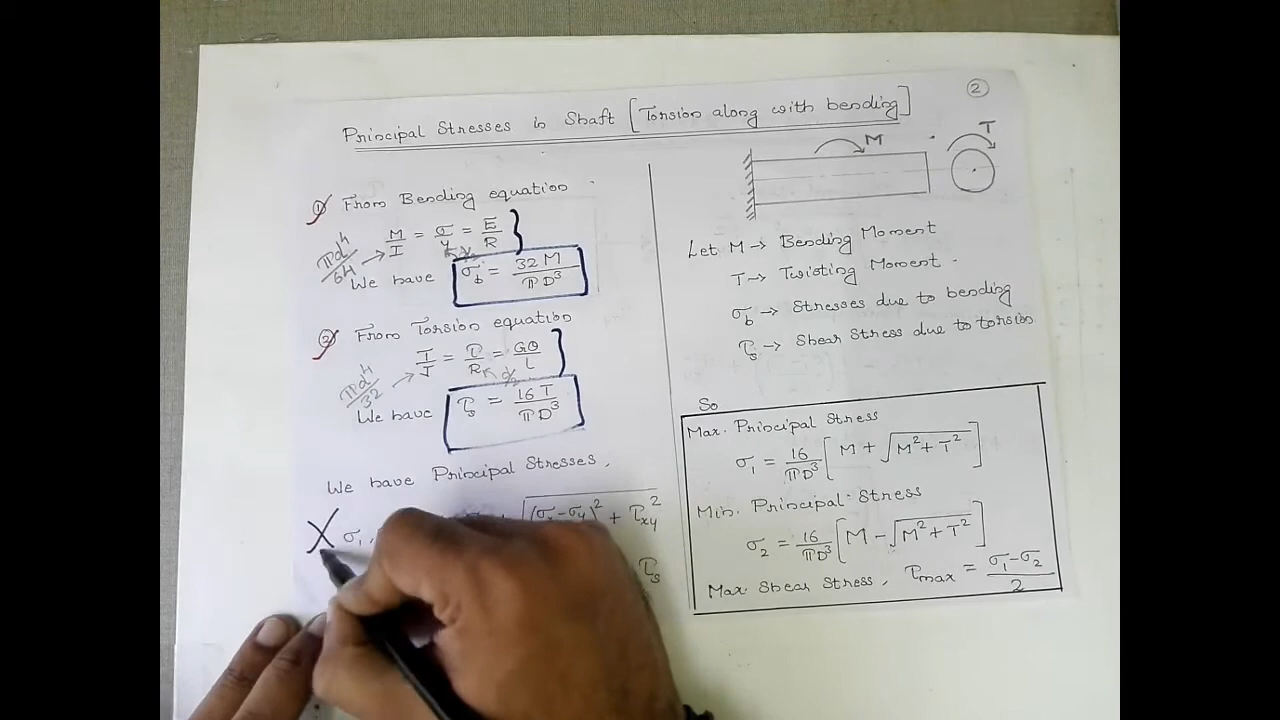 2
Principal Stresses in Shaft [Torsion along with bending]
M
T
① From Bending equation
M/I = σ/y = E/R
πd⁴/64
We have σb = 32 M / πD³
② From Torsion equation
T/J = τ/R = Gθ/L
d/2
πd⁴/32
We have τs = 16 T / πD³
We have Principal Stresses,
σ₁, √(σx-σy)² + τxy²
τs
Let M → Bending Moment
T → Twisting Moment
σb → Stresses due to bending
τs → Shear Stress due to torsion
So
Max. Principal Stress
σ₁ = 16/πD³ [M + √M² + T²]
Min. Principal Stress
σ₂ = 16/πD³ [M - √M² + T²]
Max Shear Stress, τmax = σ₁-σ₂ / 2